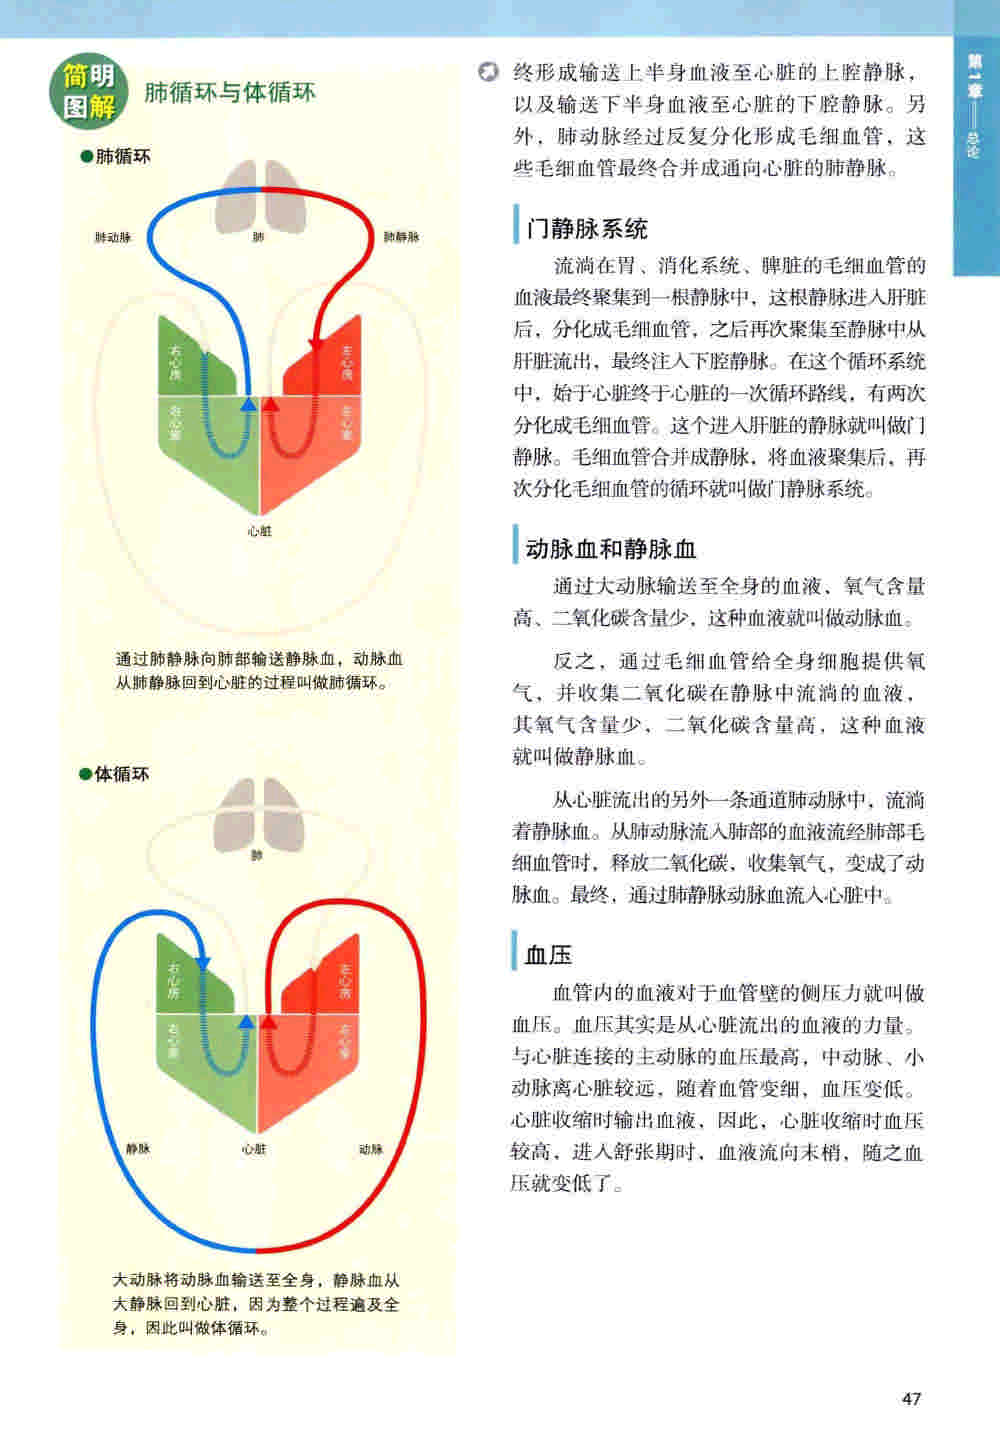 简明
图解
肺循环与体循环
●肺循环
肺动脉
肺
肺静脉
右心房
左心房
右心室
左心室
心脏
通过肺静脉向肺部输送静脉血，动脉血
从肺静脉回到心脏的过程叫做肺循环。
●体循环
肺
右心房
左心房
右心室
左心室
静脉
心脏
动脉
大动脉将动脉血输送至全身，静脉血从
大静脉回到心脏，因为整个过程遍及全
身，因此叫做体循环。
终形成输送上半身血液至心脏的上腔静脉，
以及输送下半身血液至心脏的下腔静脉。另
外，肺动脉经过反复分化形成毛细血管，这
些毛细血管最终合并成通向心脏的肺静脉。
门静脉系统
流淌在胃、消化系统、脾脏的毛细血管的
血液最终聚集到一根静脉中，这根静脉进入肝脏
后，分化成毛细血管，之后再次聚集至静脉中从
肝脏流出，最终注入下腔静脉。在这个循环系统
中，始于心脏终于心脏的一次循环路线，有两次
分化成毛细血管。这个进入肝脏的静脉就叫做门
静脉。毛细血管合并成静脉，将血液聚集后，再
次分化毛细血管的循环就叫做门静脉系统。
动脉血和静脉血
通过大动脉输送至全身的血液，氧气含量
高、二氧化碳含量少，这种血液就叫做动脉血。
反之，通过毛细血管给全身细胞提供氧
气，并收集二氧化碳在静脉中流淌的血液，
其氧气含量少，二氧化碳含量高，这种血液
就叫做静脉血。
从心脏流出的另外一条通道肺动脉中，流淌
着静脉血。从肺动脉流入肺部的血液流经肺部毛
细血管时，释放二氧化碳，收集氧气，变成了动
脉血。最终，通过肺静脉动脉血流入心脏中。
血压
血管内的血液对于血管壁的侧压力就叫做
血压。血压其实是从心脏流出的血液的力量。
与心脏连接的主动脉的血压最高，中动脉、小
动脉离心脏较远，随着血管变细，血压变低。
心脏收缩时输出血液，因此，心脏收缩时血压
较高，进入舒张期时，血液流向末梢，随之血
压就变低了。
第1章——总论
47